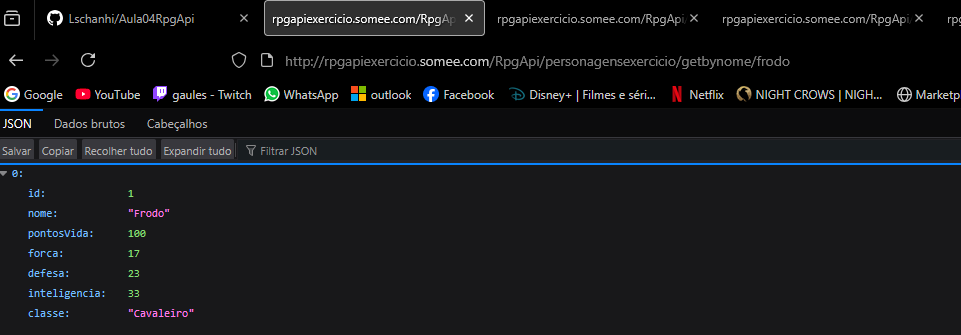 Lschanhi/Aula04RpgApi rpgapiexercicio.somee.com/RpgAp rpgapiexercicio.somee.com/RpgApi/ rpgapiexercicio.somee.com/RpgApi/ rpg
http://rpgapiexercicio.somee.com/RpgApi/personagensexercicio/getbynome/frodo
Google YouTube gaules - Twitch WhatsApp outlook Facebook Disney+ | Filmes e séri... Netflix NIGHT CROWS | NIGH... Marketp
JSON Dados brutos Cabeçalhos
Salvar Copiar Recolher tudo Expandir tudo Filtrar JSON
0:
id: 1
nome: "Frodo"
pontosVida: 100
forca: 17
defesa: 23
inteligencia: 33
classe: "Cavaleiro"